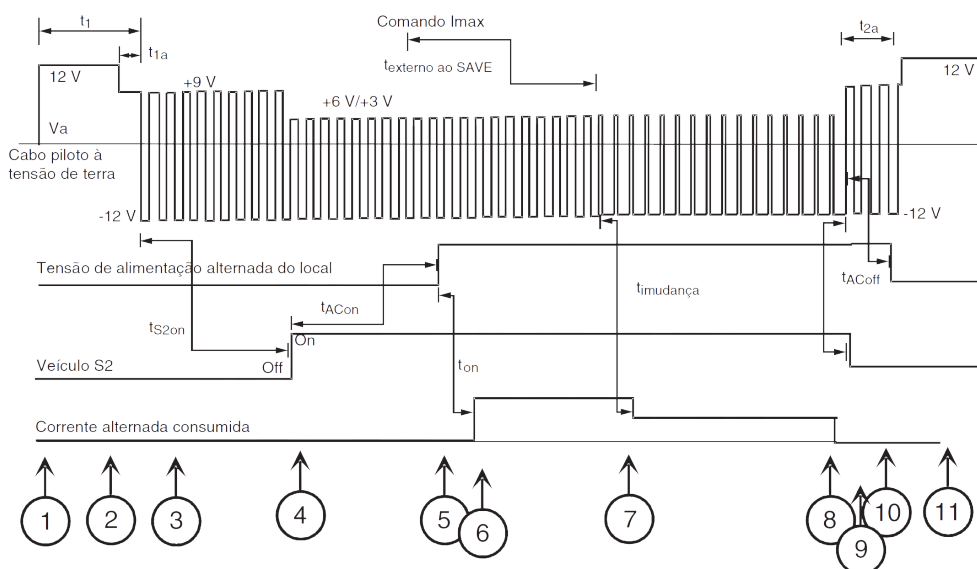 t1
t1a
12 V
+9 V
Va
Cabo piloto à
tensão de terra
-12 V
Comando Imax
texterno ao SAVE
+6 V/+3 V
t2a
12 V
-12 V
Tensão de alimentação alternada do local
tS2on
tACon
timudança
tACoff
On
Off
Veículo S2
ton
Corrente alternada consumida
1
2
3
4
5
6
7
8
9
10
11